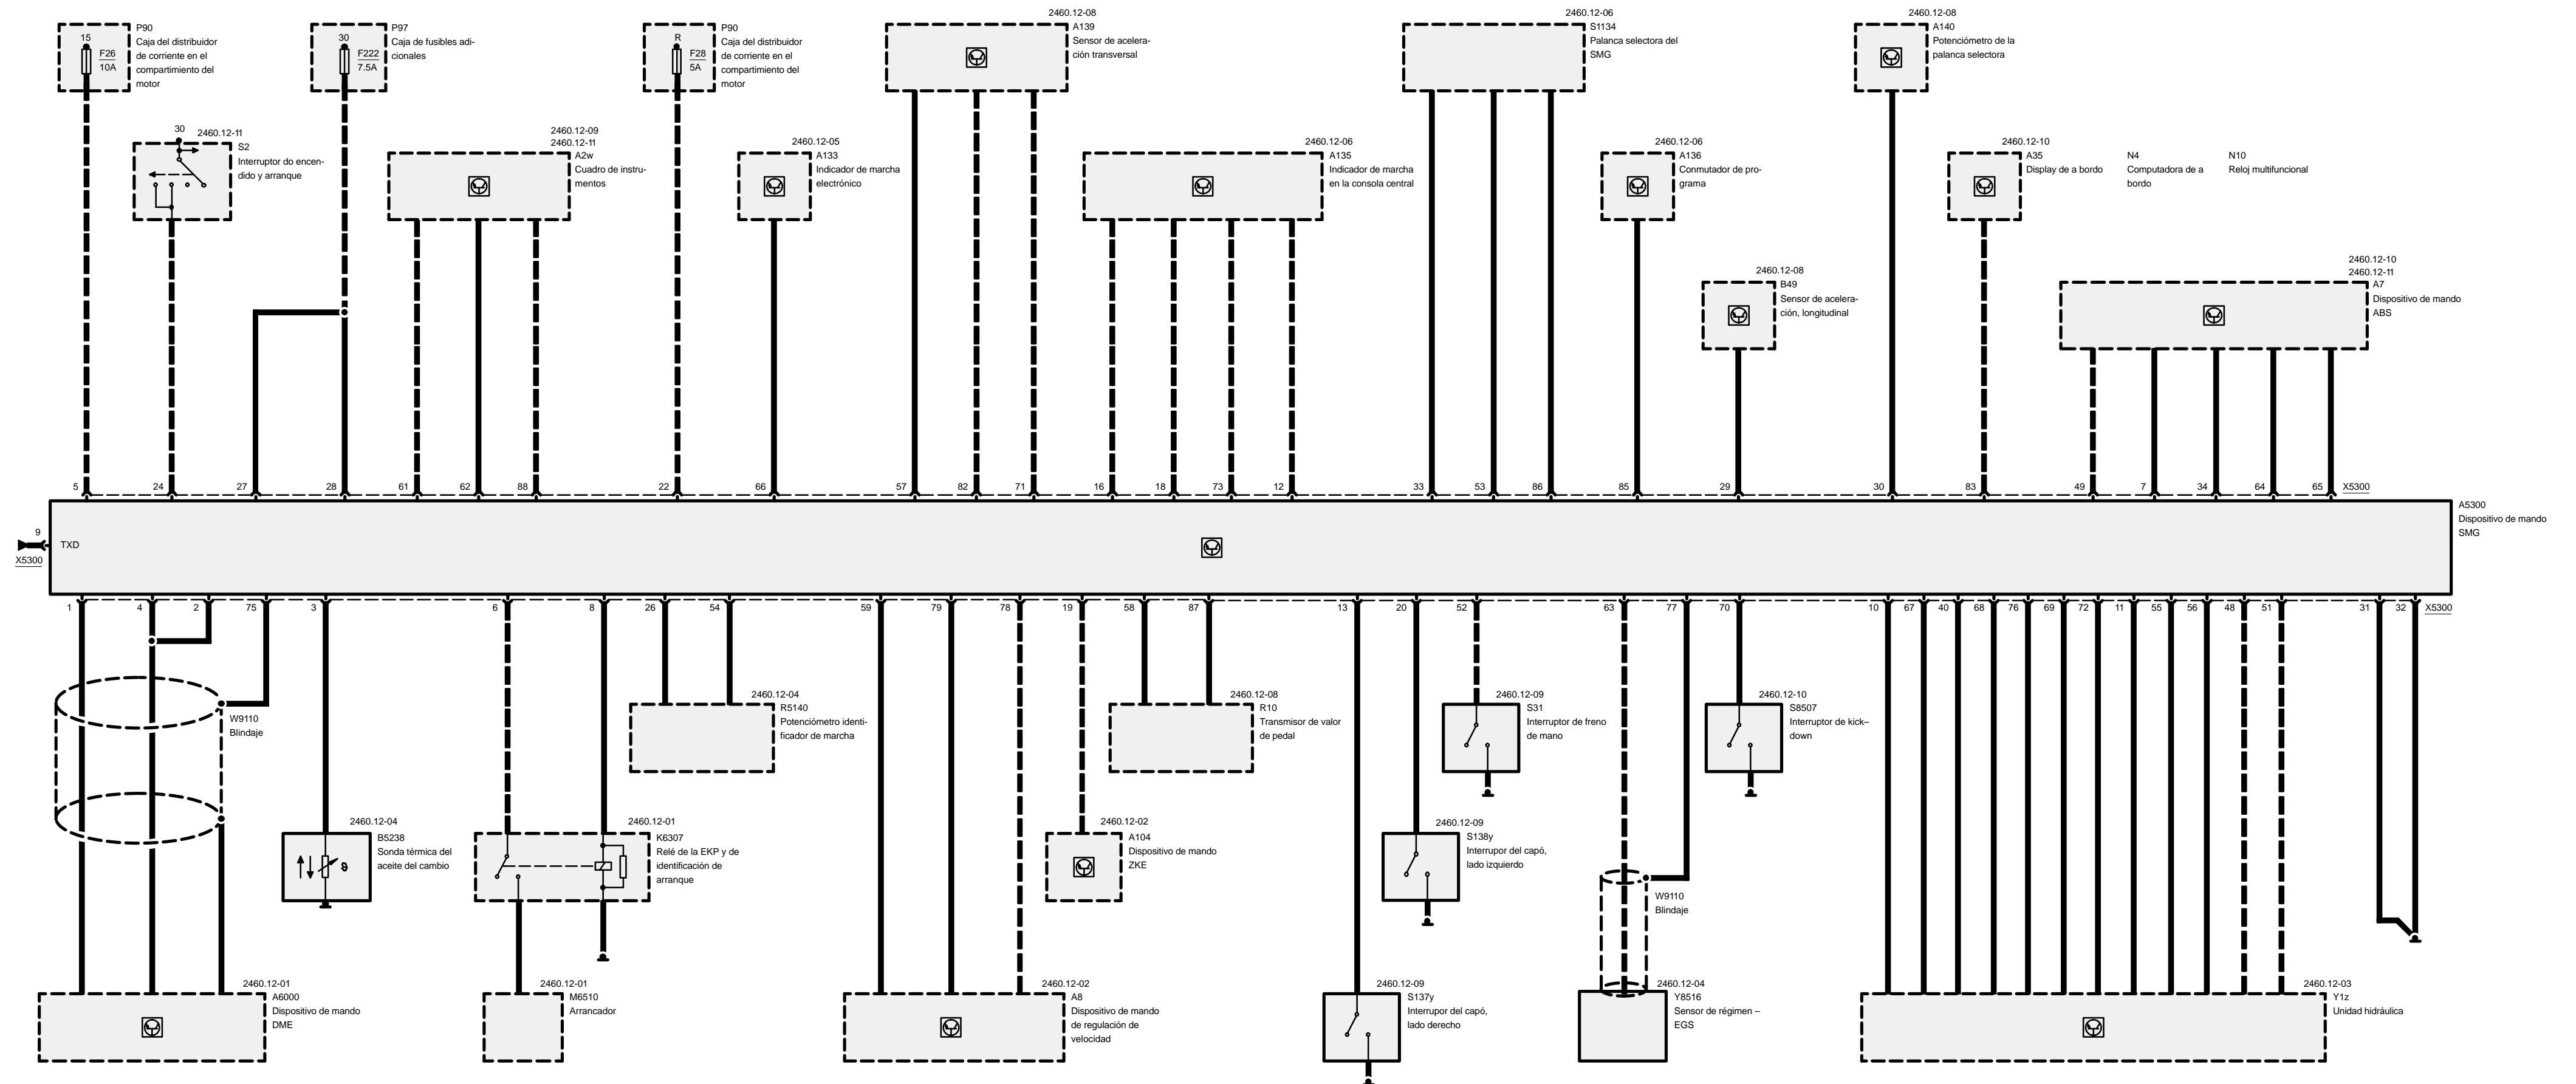 P90
Caja del distribuidor
de corriente en el
compartimiento del
motor
15
F26
10A
P97
Caja de fusibles adi-
cionales
30
F222
7.5A
P90
Caja del distribuidor
de corriente en el
compartimiento del
motor
R
F28
5A
2460.12-08
A139
Sensor de acelera-
ción transversal
2460.12-06
S1134
Palanca selectora del
SMG
2460.12-08
A140
Potenciómetro de la
palanca selectora
30
2460.12-11
S2
Interruptor do encen-
dido y arranque
2460.12-09
2460.12-11
A2w
Cuadro de instru-
mentos
2460.12-05
A133
Indicador de marcha
electrónico
2460.12-06
A135
Indicador de marcha
en la consola central
2460.12-06
A136
Conmutador de pro-
grama
2460.12-10
A35
Display de a bordo
N4
Computadora de a
bordo
N10
Reloj multifuncional
2460.12-08
B49
Sensor de acelera-
ción, longitudinal
2460.12-10
2460.12-11
A7
Dispositivo de mando
ABS
5 24 27 28 61 62 88 22 66 57 82 71 16 18 73 12 33 53 86 85 29 30 83 49 7 34 64 65 X5300
9
X5300
TXD
A5300
Dispositivo de mando
SMG
1 4 2 75 3 6 8 26 54 59 79 78 19 58 87 13 20 52 63 77 70 10 67 40 68 76 69 72 11 55 56 48 51 31 32 X5300
W9110
Blindaje
2460.12-04
R5140
Potenciómetro identi-
ficador de marcha
2460.12-08
R10
Transmisor de valor
de pedal
2460.12-09
S31
Interruptor de freno
de mano
2460.12-10
S8507
Interruptor de kick–
down
2460.12-04
B5238
Sonda térmica del
aceite del cambio
ϑ
2460.12-01
K6307
Relé de la EKP y de
identificación de
arranque
2460.12-02
A104
Dispositivo de mando
ZKE
2460.12-09
S138y
Interrupor del capó,
lado izquierdo
W9110
Blindaje
2460.12-01
A6000
Dispositivo de mando
DME
2460.12-01
M6510
Arrancador
2460.12-02
A8
Dispositivo de mando
de regulación de
velocidad
2460.12-09
S137y
Interrupor del capó,
lado derecho
2460.12-04
Y8516
Sensor de régimen –
EGS
2460.12-03
Y1z
Unidad hidráulica